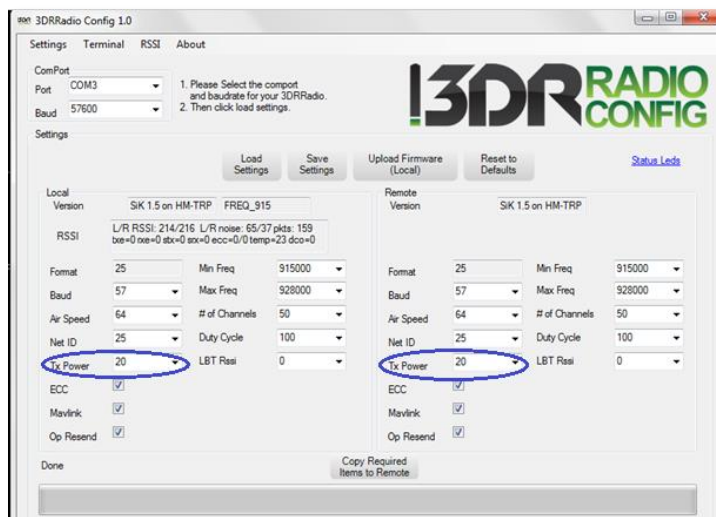 3DRRadio Config 1.0
Settings Terminal RSSI About
ComPort
Port COM3
Baud 57600
1. Please Select the comport
and baudrate for your 3DRRadio.
2. Then click load settings.
3DR RADIO
CONFIG
Settings
Load Settings Save Settings Upload Firmware (Local) Reset to Defaults Status Leds
Local
Version SiK 1.5 on HM-TRP FREQ_915
RSSI L/R RSSI: 214/216 L/R noise: 65/37 pkts: 159
txe=0 rxe=0 stx=0 srx=0 ecc=0/0 temp=23 dco=0
Format 25 Min Freq 915000
Baud 57 Max Freq 928000
Air Speed 64 # of Channels 50
Net ID 25 Duty Cycle 100
Tx Power 20 LBT Rssi 0
ECC
Mavlink
Op Resend
Remote
Version SiK 1.5 on HM-TRP
Format 25 Min Freq 915000
Baud 57 Max Freq 928000
Air Speed 64 # of Channels 50
Net ID 25 Duty Cycle 100
Tx Power 20 LBT Rssi 0
ECC
Mavlink
Op Resend
Done
Copy Required
Items to Remote